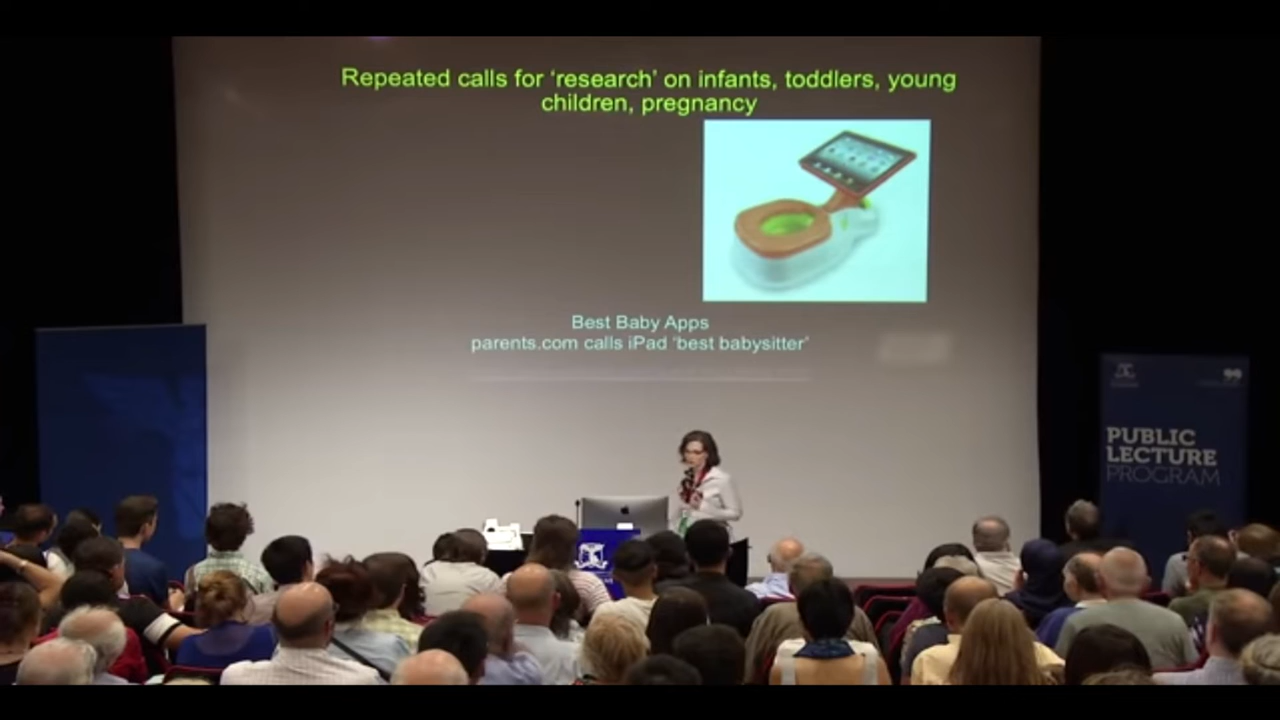 Repeated calls for ‘research’ on infants, toddlers, young
children, pregnancy
Best Baby Apps
parents.com calls iPad ‘best babysitter’
PUBLIC
LECTURE
PROGRAM